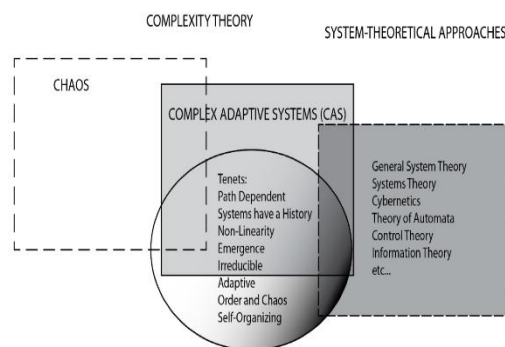 COMPLEXITY THEORY
SYSTEM-THEORETICAL APPROACHES
CHAOS
COMPLEX ADAPTIVE SYSTEMS (CAS)
Tenets:
Path Dependent
Systems have a History
Non-Linearity
Emergence
Irreducible
Adaptive
Order and Chaos
Self-Organizing
General System Theory
Systems Theory
Cybernetics
Theory of Automata
Control Theory
Information Theory
etc...